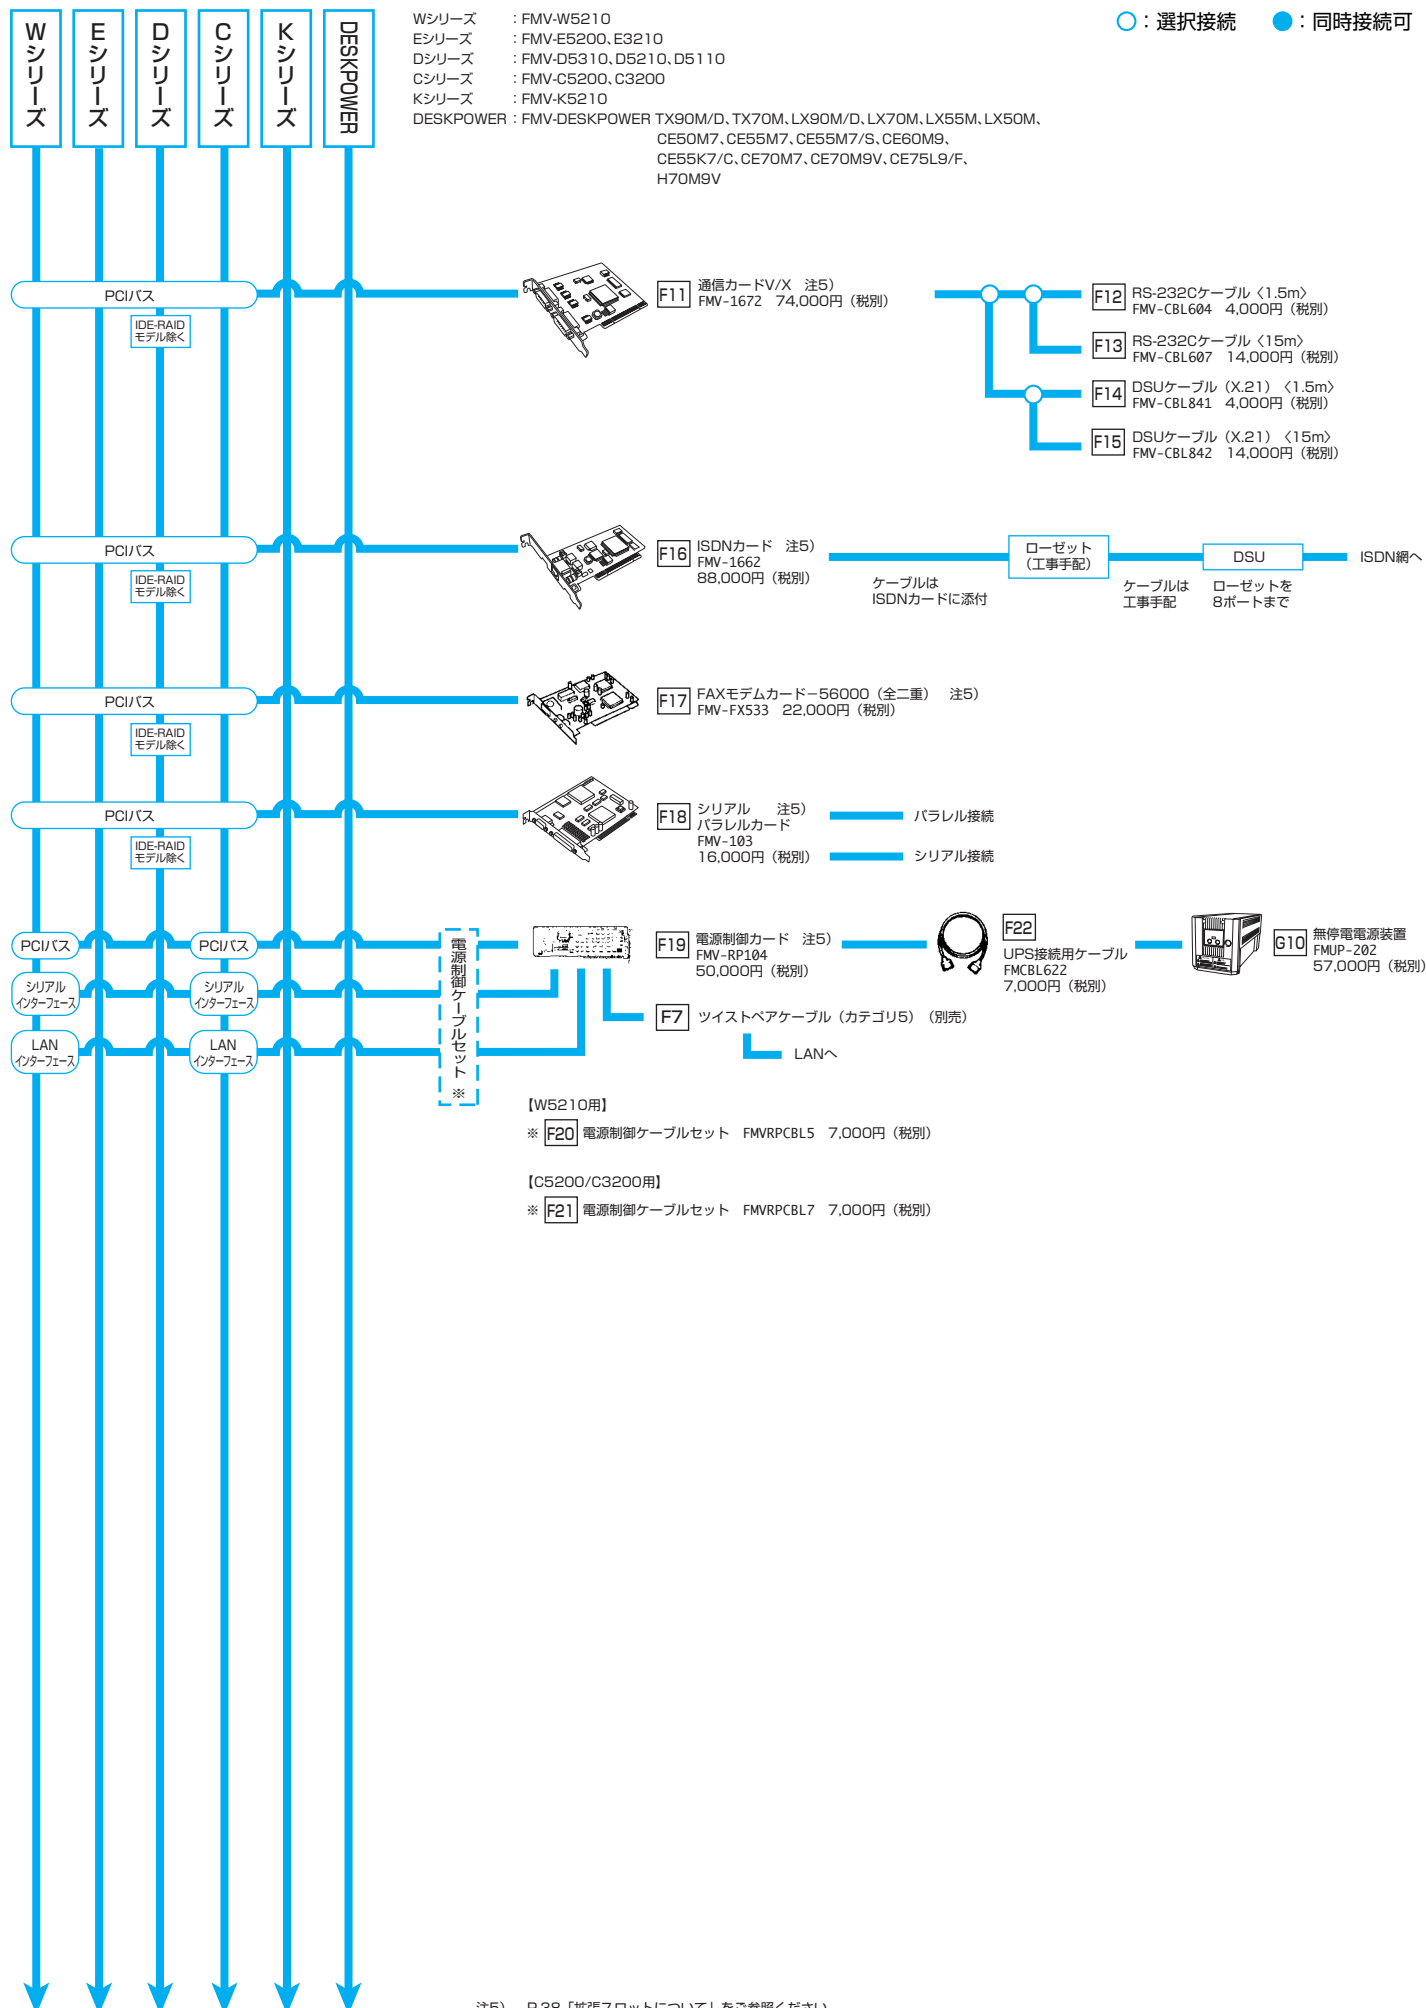 Wシリーズ
Eシリーズ
Dシリーズ
Cシリーズ
Kシリーズ
DESKPOWER
Wシリーズ :FMV-W5210
Eシリーズ :FMV-E5200、E3210
Dシリーズ :FMV-D5310、D5210、D5110
Cシリーズ :FMV-C5200、C3200
Kシリーズ :FMV-K5210
DESKPOWER:FMV-DESKPOWER TX90M/D、TX70M、LX90M/D、LX70M、LX55M、LX50M、
CE50M7、CE55M7、CE55M7/S、CE60M9、
CE55K7/C、CE70M7、CE70M9V、CE75L9/F、
H70M9V
○:選択接続 ●:同時接続可
PCIバス
IDE-RAID
モデル除く
F11 通信カードV/X 注5)
FMV-1672 74,000円(税別)
F12 RS-232Cケーブル〈1.5m〉
FMV-CBL604 4,000円(税別)
F13 RS-232Cケーブル〈15m〉
FMV-CBL607 14,000円(税別)
F14 DSUケーブル(X.21)〈1.5m〉
FMV-CBL841 4,000円(税別)
F15 DSUケーブル(X.21)〈15m〉
FMV-CBL842 14,000円(税別)
PCIバス
IDE-RAID
モデル除く
F16 ISDNカード 注5)
FMV-1662
88,000円(税別)
ケーブルは
ISDNカードに添付
ローゼット
(工事手配)
ケーブルは
工事手配
DSU
ローゼットを
8ポートまで
ISDN網へ
PCIバス
IDE-RAID
モデル除く
F17 FAXモデムカード−56000(全二重) 注5)
FMV-FX533 22,000円(税別)
PCIバス
IDE-RAID
モデル除く
F18 シリアル 注5)
パラレルカード
FMV-103
16,000円(税別)
パラレル接続
シリアル接続
PCIバス
PCIバス
シリアル
インターフェース
シリアル
インターフェース
LAN
インターフェース
LAN
インターフェース
電源制御ケーブルセット ※
F19 電源制御カード 注5)
FMV-RP104
50,000円(税別)
F22
UPS接続用ケーブル
FMCBL622
7,000円(税別)
G10 無停電電源装置
FMUP-202
57,000円(税別)
F7 ツイストペアケーブル(カテゴリ5)(別売)
LANへ
【W5210用】
※ F20 電源制御ケーブルセット FMVRPCBL5 7,000円(税別)
【C5200/C3200用】
※ F21 電源制御ケーブルセット FMVRPCBL7 7,000円(税別)
注5) P.38「拡張スロットについて」をご参照ください